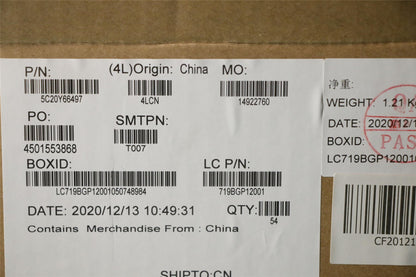 P/N: (4L)Origin: China MO:
5C20Y66497 4LCN 14922760
PO: SMTPN:
4501553868 T007
BOXID: LC P/N:
LC719BGP12001050748984 719BGP12001
DATE: 2020/12/13 10:49:31 QTY:
54
Contains Merchandise From : China
SHIPTO:CN
净重:
WEIGHT: 1.21 K
DATE: 2020/12/1
BOXID:
LC719BGP120010
PAS
CF20121